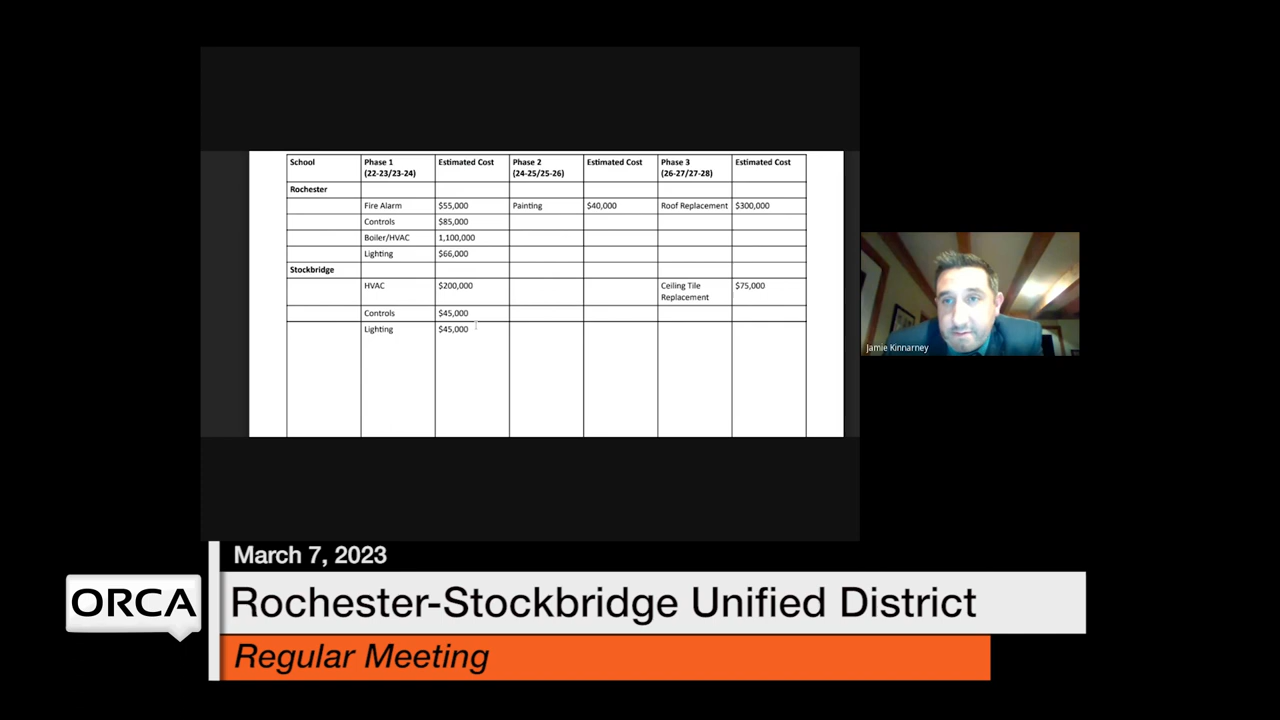 School Phase 1 Estimated Cost Phase 2 Estimated Cost Phase 3 Estimated Cost
(22-23/23-24) (24-25/25-26) (26-27/27-28)
Rochester
Fire Alarm $55,000 Painting $40,000 Roof Replacement $300,000
Controls $85,000
Boiler/HVAC 1,100,000
Lighting $66,000
Stockbridge
HVAC $200,000 Ceiling Tile $75,000
Replacement
Controls $45,000
Lighting $45,000
Jamie Kinnarney
March 7, 2023
ORCA Rochester-Stockbridge Unified District
Regular Meeting